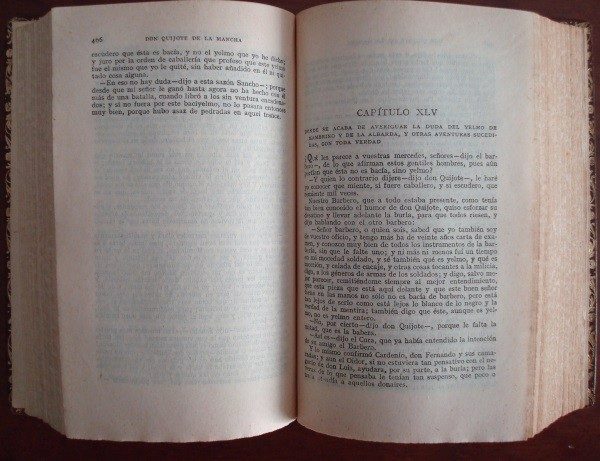 406
DON QUIJOTE DE LA MANCHA
escudero que ésta es bacía, y no el yelmo que yo he dicho;
y juro por la orden de caballería que profeso que este yelmo
fue el mismo que yo le quité, sin haber añadido en él ni qui-
tado cosa alguna.
—En eso no hay duda—dijo a esta sazón Sancho—; porque
desde que mi señor le ganó hasta agora no ha hecho con él
más de una batalla, cuando libró a los sin ventura encadena-
dos; y si no fuera por este baciyelmo, no lo pasara entonces
muy bien, porque hubo asaz de pedradas en aquel trance.
CAPÍTULO XLV
DONDE SE ACABA DE AVERIGUAR LA DUDA DEL YELMO DE
MAMBRINO Y DE LA ALBARDA, Y OTRAS AVENTURAS SUCEDI-
DAS, CON TODA VERDAD
¿Qué les parece a vuestras mercedes, señores—dijo el bar-
bero—, de lo que afirman estos gentiles hombres, pues aún
porfían que ésta no es bacía, sino yelmo?
—Y quien lo contrario dijere—dijo don Quijote—, le haré
yo conocer que miente, si fuere caballero, y si escudero, que
remiente mil veces.
Nuestro Barbero, que a todo estaba presente, como tenía
tan bien conocido el humor de don Quijote, quiso esforzar su
desatino y llevar adelante la burla, para que todos riesen, y
dijo hablando con el otro barbero:
—Señor barbero, o quien sois, sabed que yo también soy
de vuestro oficio, y tengo más ha de veinte años carta de exa-
men, y conozco muy bien de todos los instrumentos de la bar-
bería, sin que le falte uno; y ni más ni menos fui un tiempo
en mi mocedad soldado, y sé también qué es yelmo, y qué es
morrión, y celada de encaje, y otras cosas tocantes a la milicia,
digo, a los géneros de armas de los soldados; y digo, salvo me-
jor parecer, remitiéndome siempre al mejor entendimiento,
que esta pieza que está aquí delante y que este buen señor
tiene en las manos no sólo no es bacía de barbero, pero está
tan lejos de serlo como está lejos lo blanco de lo negro y la
verdad de la mentira; también digo que éste, aunque es yel-
mo, no es yelmo entero.
—No, por cierto—dijo don Quijote—, porque le falta la
mitad, que es la babera.
—Así es—dijo el Cura, que ya había entendido la intención
de su amigo el Barbero.
Y lo mismo confirmó Cardenio, don Fernando y sus cama-
radas; y aun el Oidor, si no estuviera tan pensativo con el ne-
gocio de don Luis, ayudara, por su parte, a la burla; pero las
veras de lo que pensaba le tenían tan suspenso, que poco o
nada atendía a aquellos donaires.